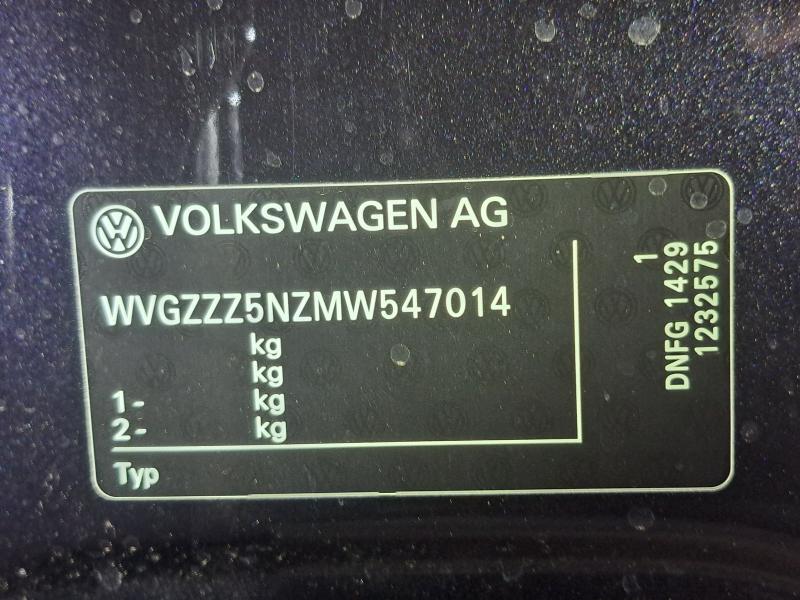 VOLKSWAGEN AG
WVGZZZ5NZMW547014
kg
kg
1- kg
2- kg
Typ
1
DNFG 1429
1232575